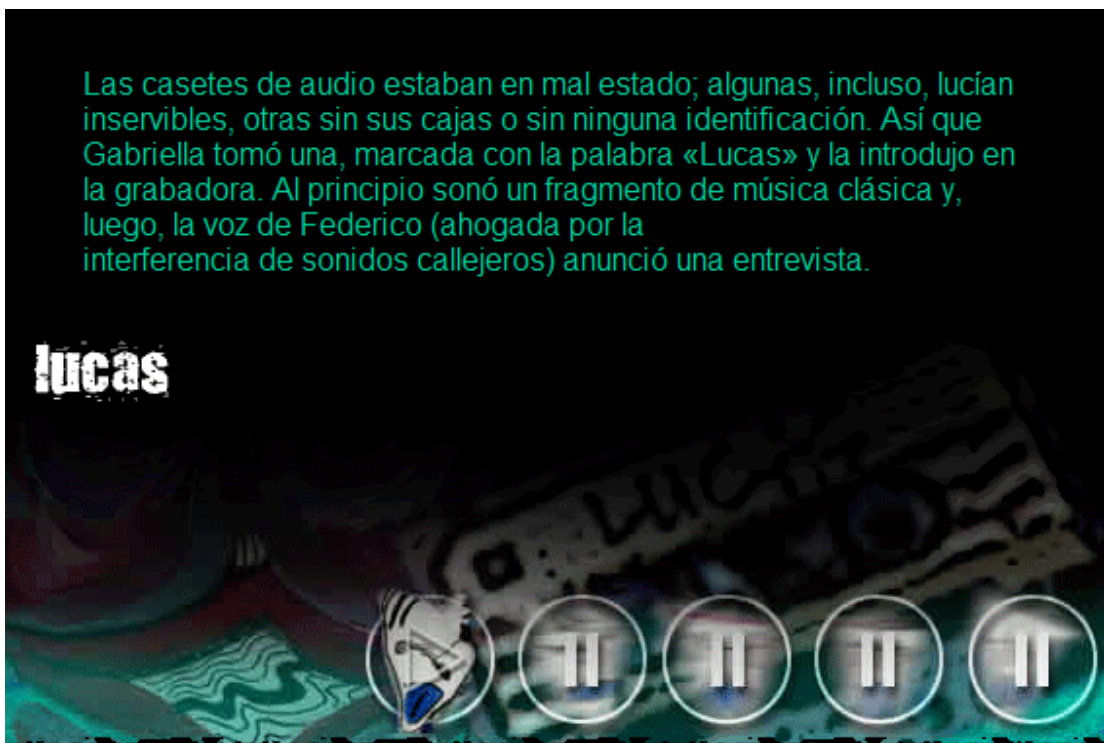 Las casetes de audio estaban en mal estado; algunas, incluso, lucían
inservibles, otras sin sus cajas o sin ninguna identificación. Así que
Gabriella tomó una, marcada con la palabra «Lucas» y la introdujo en
la grabadora. Al principio sonó un fragmento de música clásica y,
luego, la voz de Federico (ahogada por la
interferencia de sonidos callejeros) anunció una entrevista.
lucas